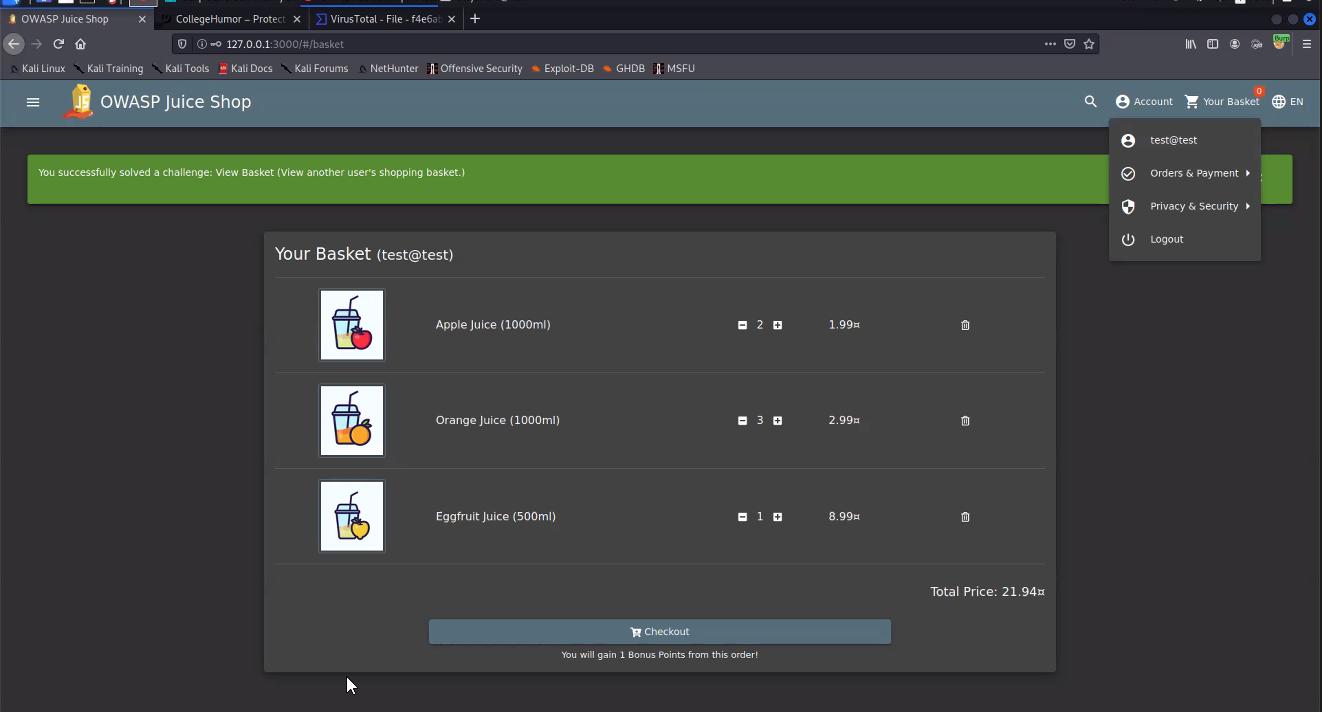 OWASP Juice Shop
CollegeHumor – Protect
VirusTotal - File - f4e6ab
127.0.0.1:3000/#/basket
Burp
Kali Linux Kali Training Kali Tools Kali Docs Kali Forums NetHunter Offensive Security Exploit-DB GHDB MSFU
JS
OWASP Juice Shop
Account
Your Basket
0
EN
test@test
Orders & Payment
Privacy & Security
Logout
You successfully solved a challenge: View Basket (View another user's shopping basket.)
Your Basket (test@test)
Apple Juice (1000ml) 2 1.99¤
Orange Juice (1000ml) 3 2.99¤
Eggfruit Juice (500ml) 1 8.99¤
Total Price: 21.94¤
Checkout
You will gain 1 Bonus Points from this order!